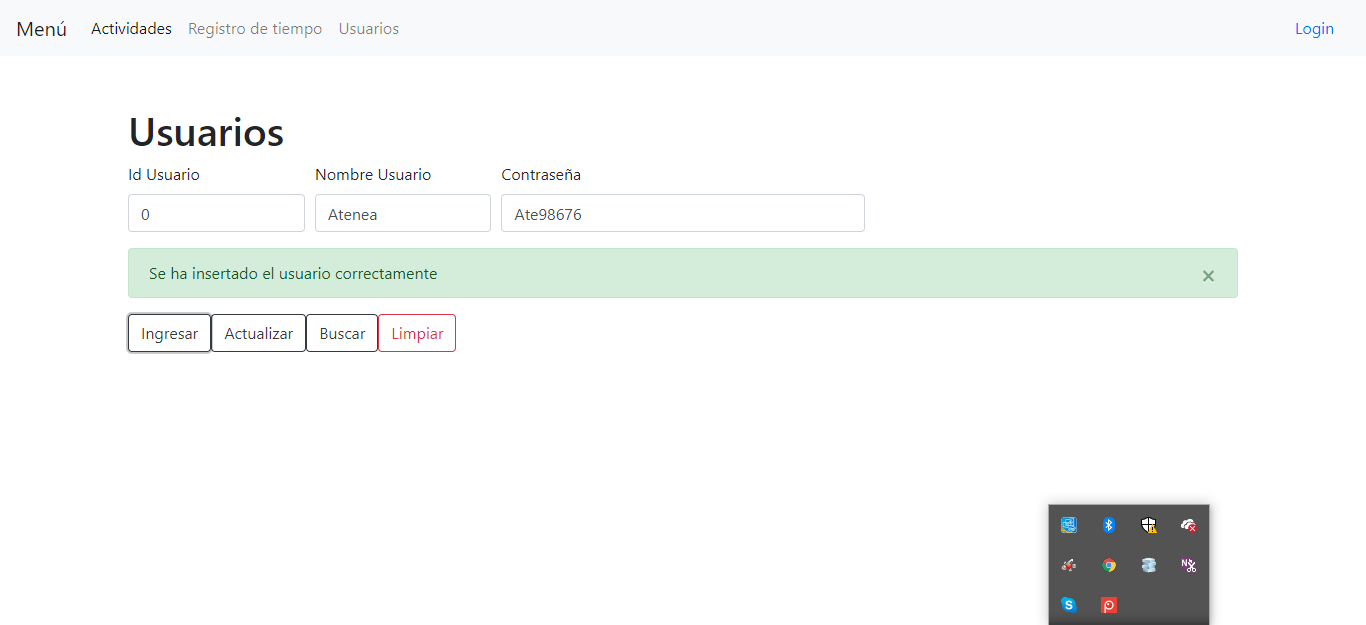 Menú Actividades Registro de tiempo Usuarios Login
Usuarios
Id Usuario Nombre Usuario Contraseña
0 Atenea Ate98676
Se ha insertado el usuario correctamente ×
Ingresar Actualizar Buscar Limpiar